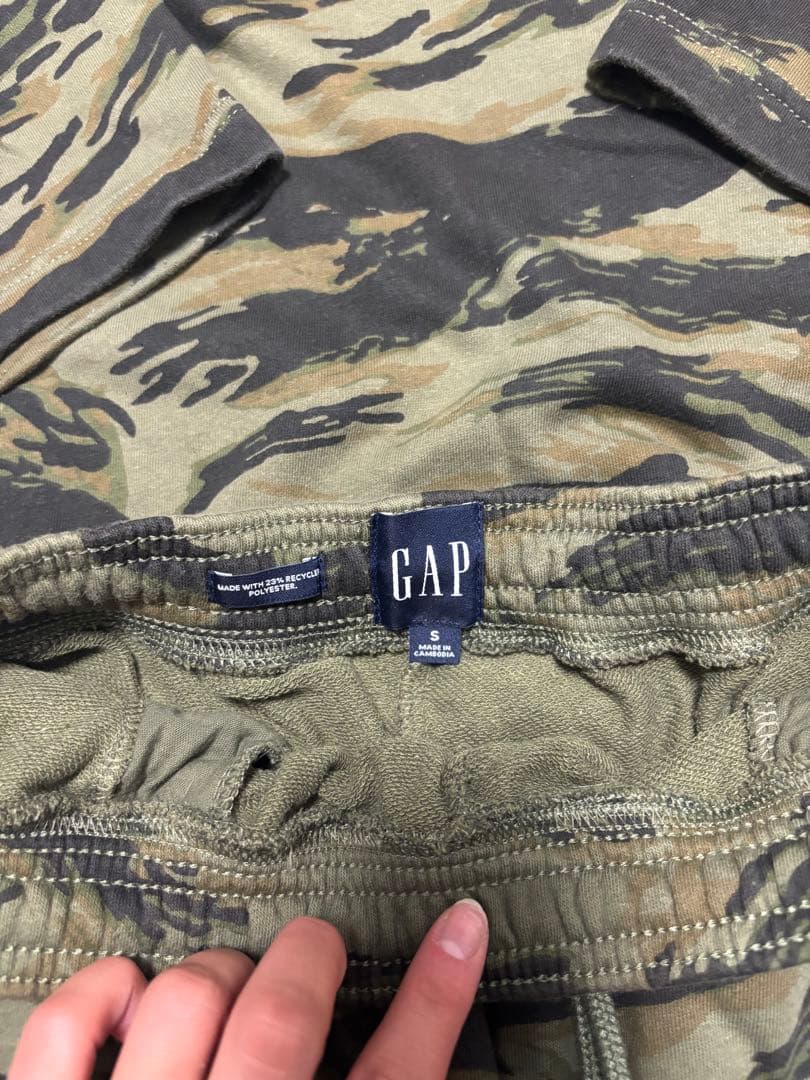 MADE WITH 23% RECYCLED
POLYESTER.
GAP
S
MADE IN
CAMBODIA